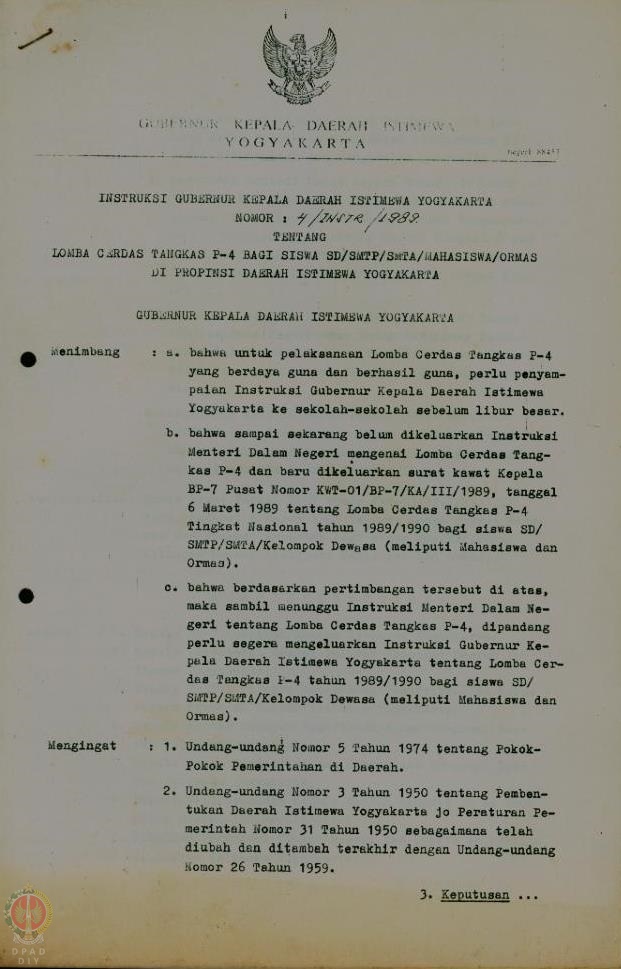 GUBERNUR KEPALA DAERAH ISTIMEWA
YOGYAKARTA
INSTRUKSI GUBERNUR KEPALA DAERAH ISTIMEWA YOGYAKARTA
NOMOR : 4/INSTR/1989
TENTANG
LOMBA CERDAS TANGKAS P-4 BAGI SISWA SD/SMTP/SMTA/MAHASISWA/ORMAS
DI PROPINSI DAERAH ISTIMEWA YOGYAKARTA
GUBERNUR KEPALA DAERAH ISTIMEWA YOGYAKARTA
Menimbang : a. bahwa untuk pelaksanaan Lomba Cerdas Tangkas P-4
yang berdaya guna dan berhasil guna, perlu penyam-
paian Instruksi Gubernur Kepala Daerah Istimewa
Yogyakarta ke sekolah-sekolah sebelum libur besar.
b. bahwa sampai sekarang belum dikeluarkan Instruksi
Menteri Dalam Negeri mengenai Lomba Cerdas Tang-
kas P-4 dan baru dikeluarkan surat kawat Kepala
BP-7 Pusat Nomor KWT-01/BP-7/KA/III/1989, tanggal
6 Maret 1989 tentang Lomba Cerdas Tangkas P-4
Tingkat Nasional tahun 1989/1990 bagi siswa SD/
SMTP/SMTA/Kelompok Dewasa (meliputi Mahasiswa dan
Ormas).
c. bahwa berdasarkan pertimbangan tersebut di atas,
maka sambil menunggu Instruksi Menteri Dalam Ne-
geri tentang Lomba Cerdas Tangkas P-4, dipandang
perlu segera mengeluarkan Instruksi Gubernur Ke-
pala Daerah Istimewa Yogyakarta tentang Lomba Cer-
das Tangkas P-4 tahun 1989/1990 bagi siswa SD/
SMTP/SMTA/Kelompok Dewasa (meliputi Mahasiswa dan
Ormas).
Mengingat : 1. Undang-undang Nomor 5 Tahun 1974 tentang Pokok-
Pokok Pemerintahan di Daerah.
2. Undang-undang Nomor 3 Tahun 1950 tentang Pemben-
tukan Daerah Istimewa Yogyakarta jo Peraturan Pe-
merintah Nomor 31 Tahun 1950 sebagaimana telah
diubah dan ditambah terakhir dengan Undang-undang
Nomor 26 Tahun 1959.
3. Keputusan ...
DPAD
DIY